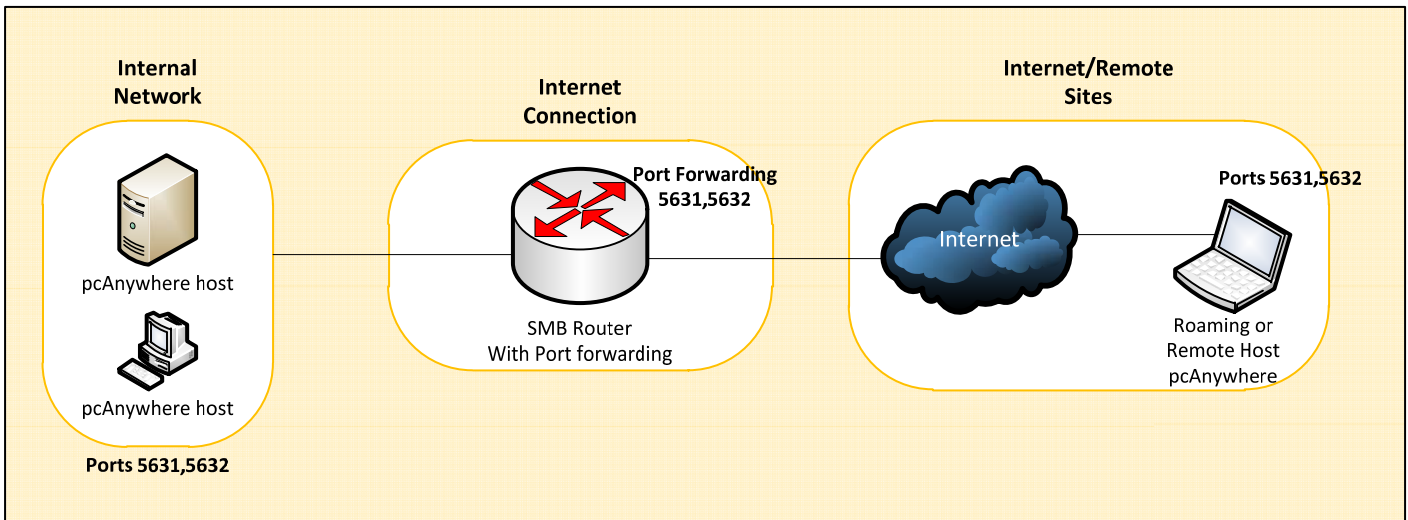 Internal
Network
pcAnywhere host
pcAnywhere host
Ports 5631,5632
Internet
Connection
Port Forwarding
5631,5632
SMB Router
With Port forwarding
Internet/Remote
Sites
Internet
Ports 5631,5632
Roaming or
Remote Host
pcAnywhere